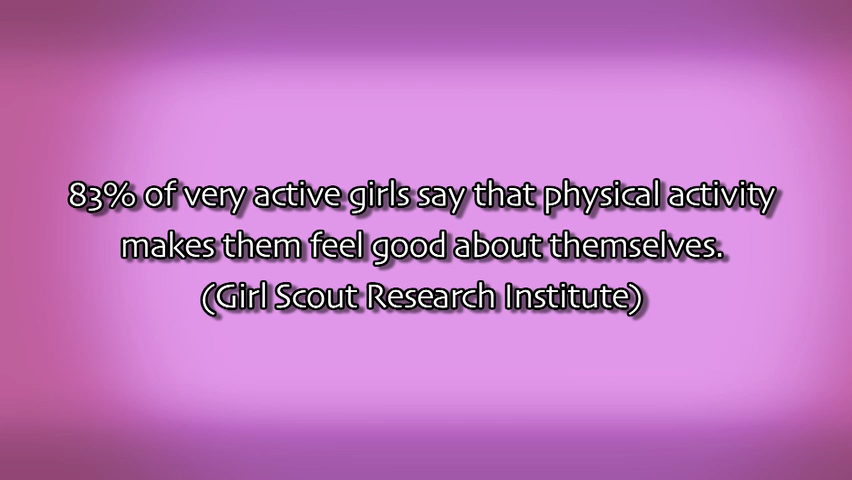 83% of very active girls say that physical activity
makes them feel good about themselves.
(Girl Scout Research Institute)